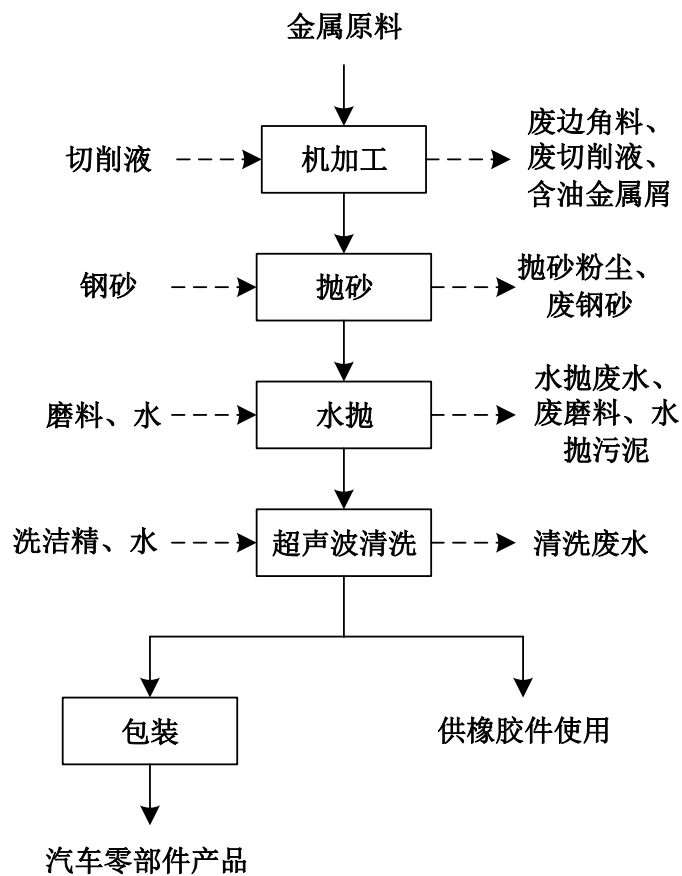 金属原料
切削液
机加工
废边角料、
废切削液、
含油金属屑
钢砂
抛砂
抛砂粉尘、
废钢砂
磨料、水
水抛
水抛废水、
废磨料、水
抛污泥
洗洁精、水
超声波清洗
清洗废水
包装
供橡胶件使用
汽车零部件产品